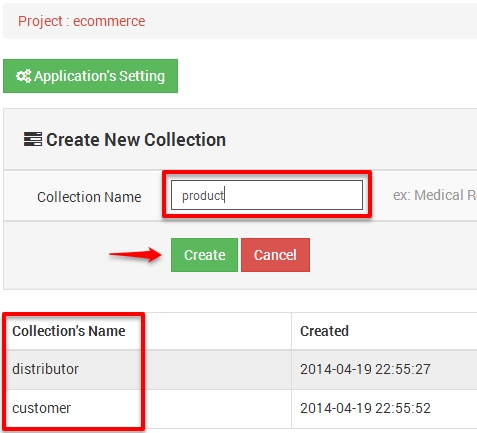 Project : ecommerce
Application's Setting
Create New Collection
Collection Name product ex: Medical
Create Cancel
Collection's Name Created
distributor 2014-04-19 22:55:27
customer 2014-04-19 22:55:52